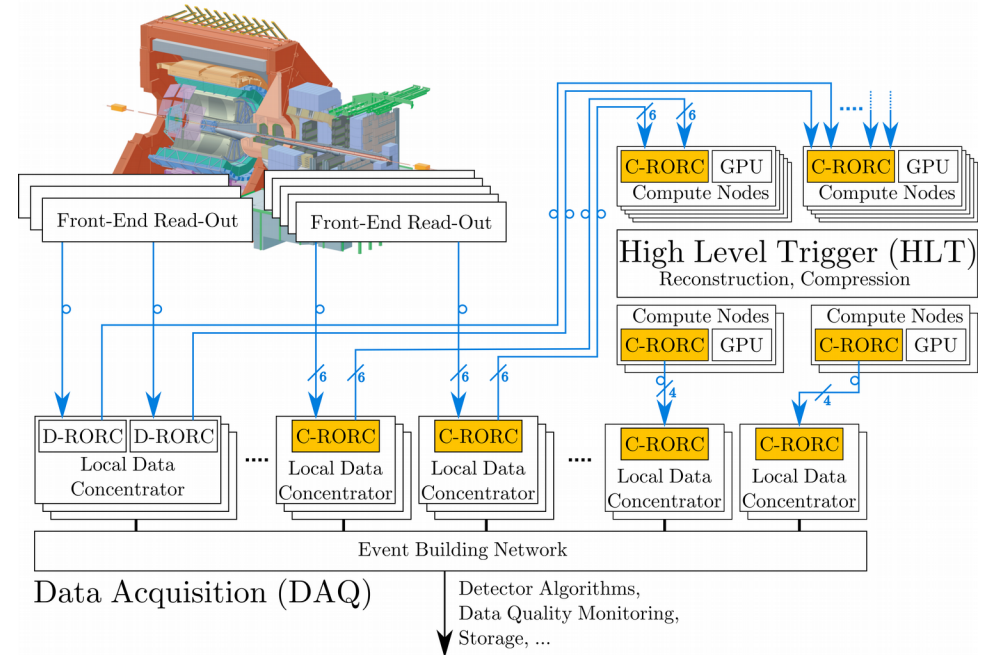 6
6
....
C-RORC
GPU
C-RORC
GPU
Compute Nodes
Compute Nodes
Front-End Read-Out
Front-End Read-Out
High Level Trigger (HLT)
Reconstruction, Compression
Compute Nodes
Compute Nodes
C-RORC
GPU
C-RORC
GPU
6
6
6
6
4
4
D-RORC
D-RORC
C-RORC
C-RORC
C-RORC
C-RORC
Local Data
Concentrator
....
Local Data
Concentrator
Local Data
Concentrator
....
Local Data
Concentrator
Local Data
Concentrator
Event Building Network
Data Acquisition (DAQ)
Detector Algorithms,
Data Quality Monitoring,
Storage, ...